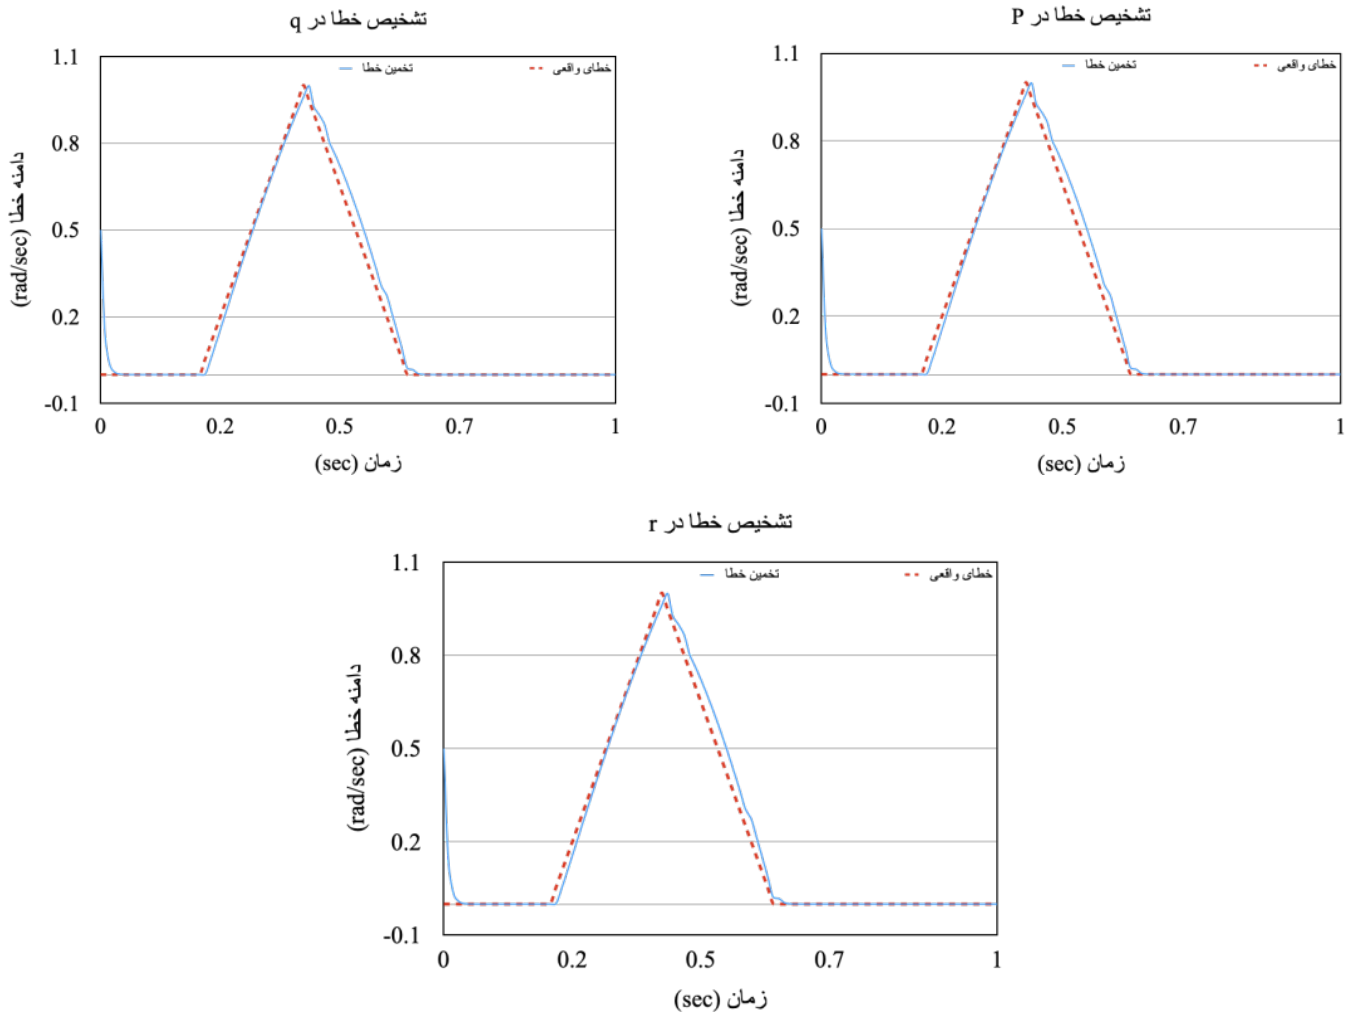 تشخیص خطا در q
1.1
0.8
0.5
0.2
-0.1
0
0.2
0.5
0.7
1
تخمین خطا
خطای واقعی
دامنه خطا (rad/sec)
زمان (sec)
تشخیص خطا در P
1.1
0.8
0.5
0.2
-0.1
0
0.2
0.5
0.7
1
تخمین خطا
خطای واقعی
دامنه خطا (rad/sec)
زمان (sec)
تشخیص خطا در r
1.1
0.8
0.5
0.2
-0.1
0
0.2
0.5
0.7
1
تخمین خطا
خطای واقعی
دامنه خطا (rad/sec)
زمان (sec)